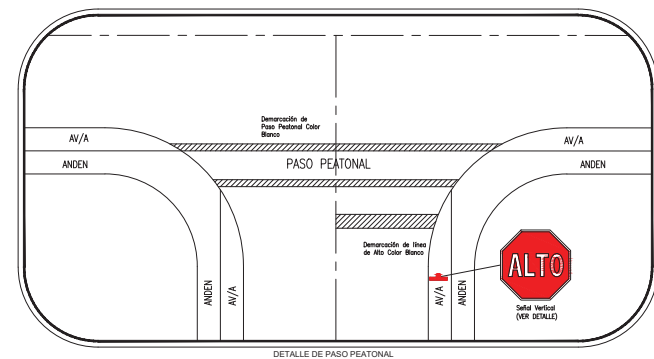 Demarcación de
Paso Peatonal Color
Blanco
AV/A
AV/A
ANDEN
PASO PEATONAL
ANDEN
Demarcación de línea
de Alto Color Blanco
ALTO
ANDEN
AV/A
AV/A
ANDEN
Señal Vertical
(VER DETALLE)
DETALLE DE PASO PEATONAL